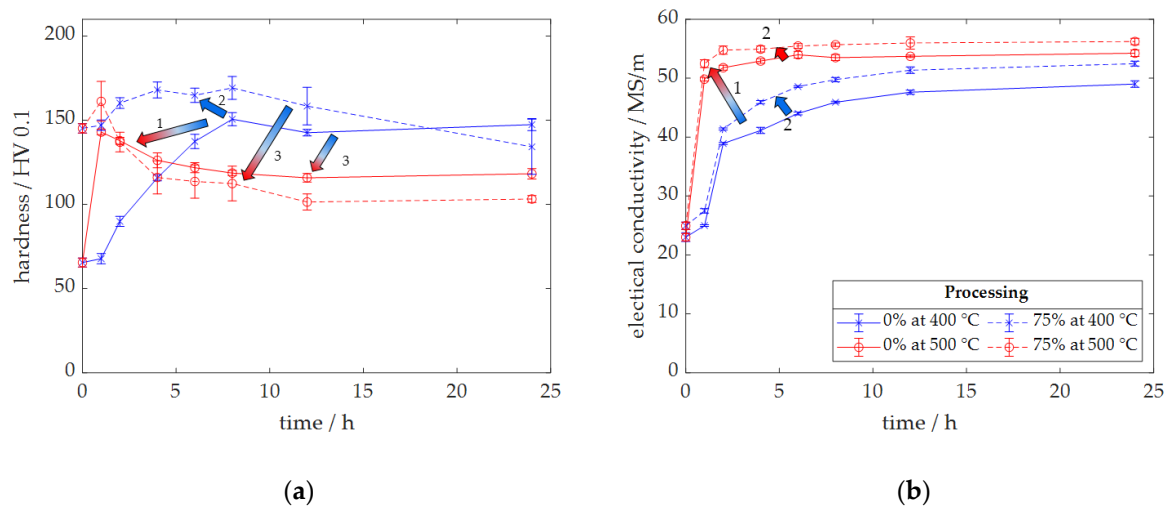 (a)
hardness / HV 0.1
200
150
100
50
0
0 5 10 15 20 25
time / h
1
2
3
3
(b)
electical conductivity / MS/m
60
50
40
30
20
10
0
0 5 10 15 20 25
time / h
2
1
2
Processing
0% at 400 °C 75% at 400 °C
0% at 500 °C 75% at 500 °C